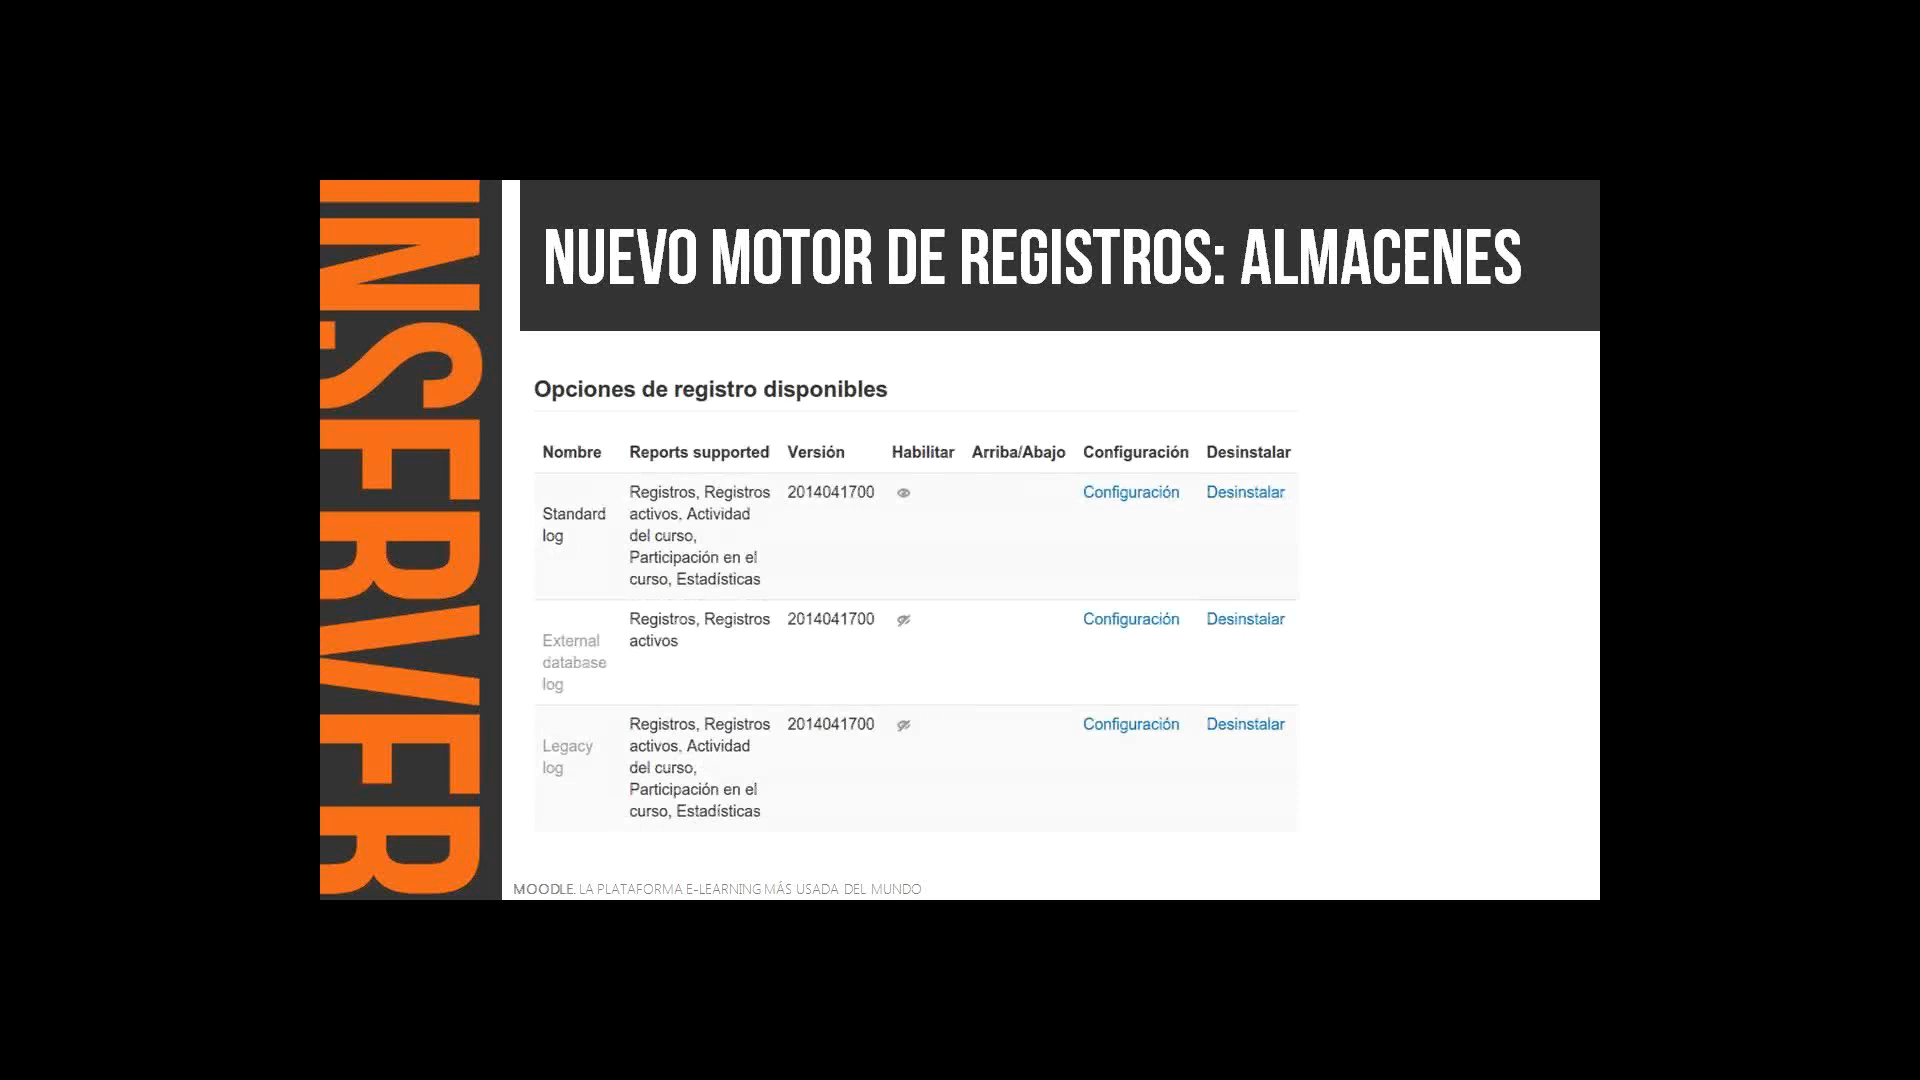 INSERVER
NUEVO MOTOR DE REGISTROS: ALMACENES
Opciones de registro disponibles
Nombre Reports supported Versión Habilitar Arriba/Abajo Configuración Desinstalar
Standard log
Registros, Registros
activos, Actividad
del curso,
Participación en el
curso, Estadísticas
2014041700 Configuración Desinstalar
External
database
log
Registros, Registros
activos
2014041700 Configuración Desinstalar
Legacy
log
Registros, Registros
activos, Actividad
del curso,
Participación en el
curso, Estadísticas
2014041700 Configuración Desinstalar
MOODLE. LA PLATAFORMA E-LEARNING MÁS USADA DEL MUNDO